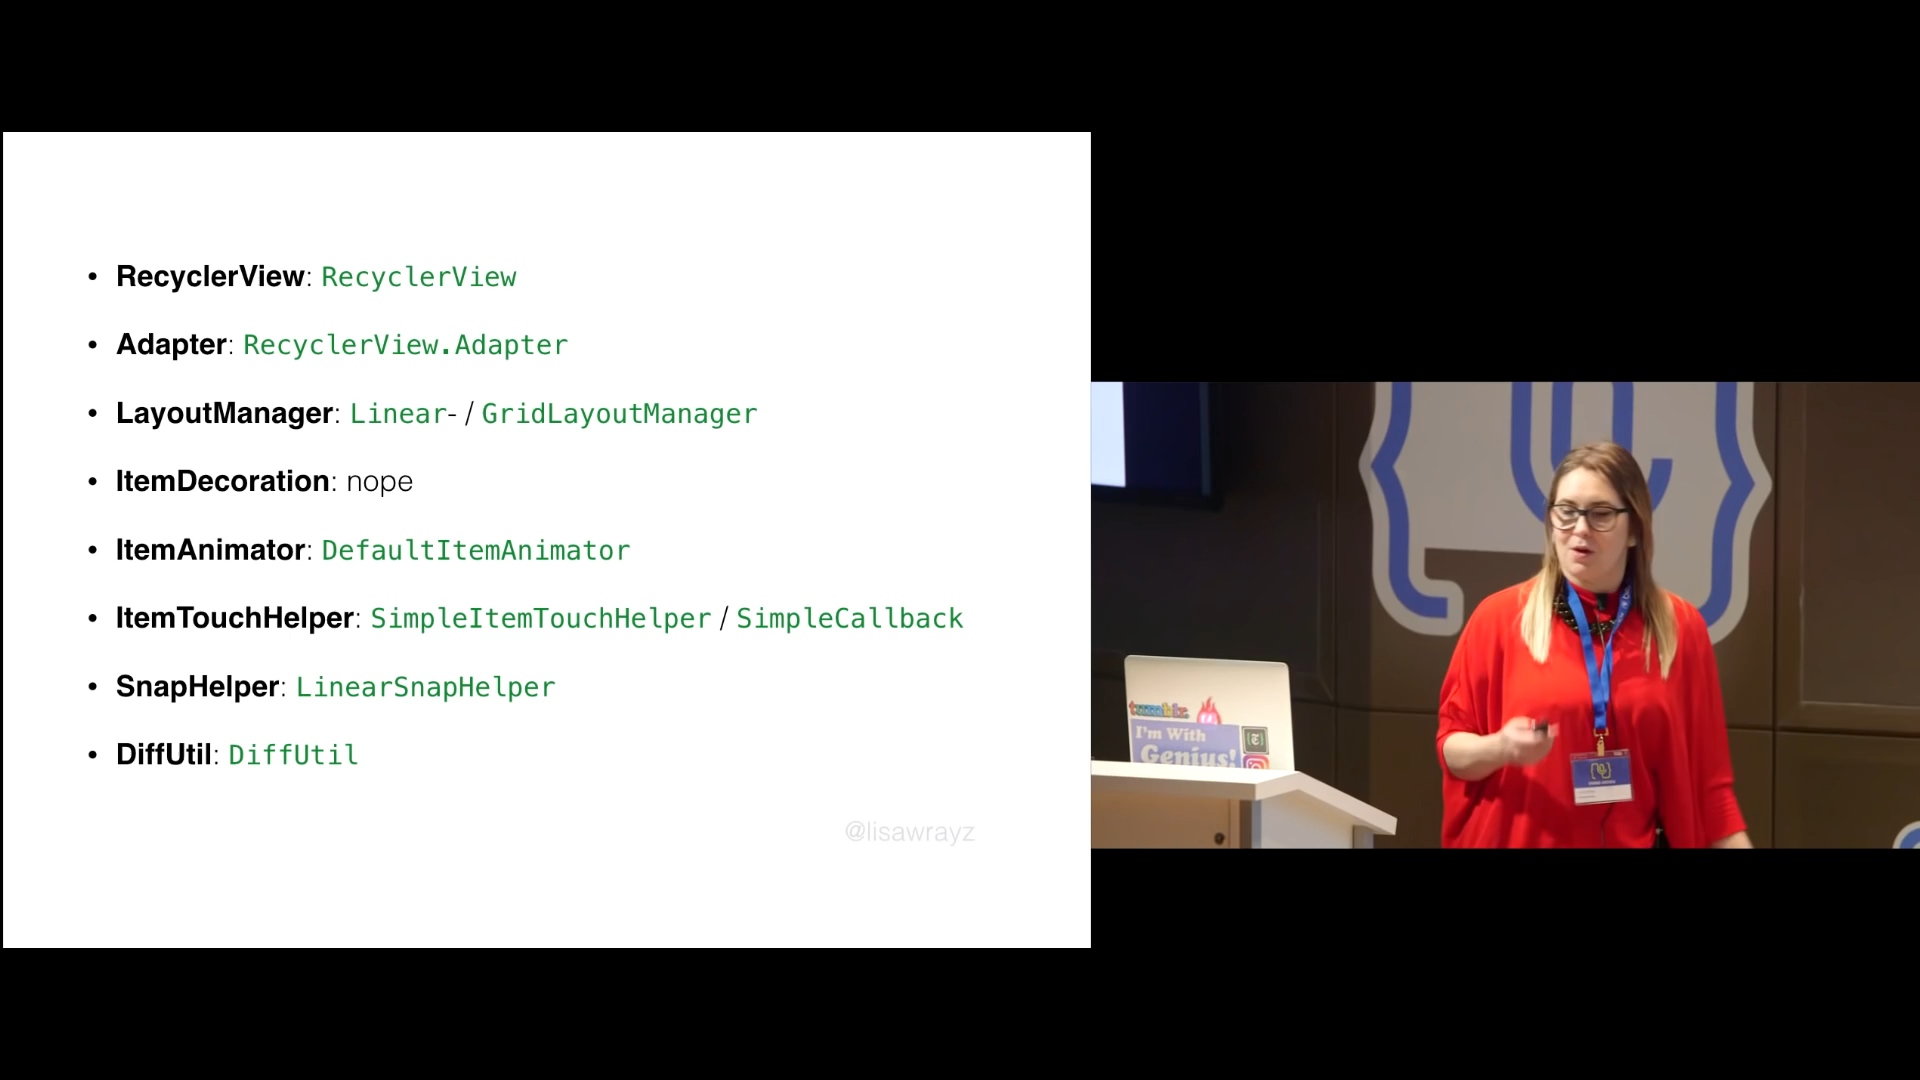 • RecyclerView: RecyclerView
• Adapter: RecyclerView.Adapter
• LayoutManager: Linear- / GridLayoutManager
• ItemDecoration: nope
• ItemAnimator: DefaultItemAnimator
• ItemTouchHelper: SimpleItemTouchHelper / SimpleCallback
• SnapHelper: LinearSnapHelper
• DiffUtil: DiffUtil
@lisawrayz
tumblr.
I'm With
Genius!